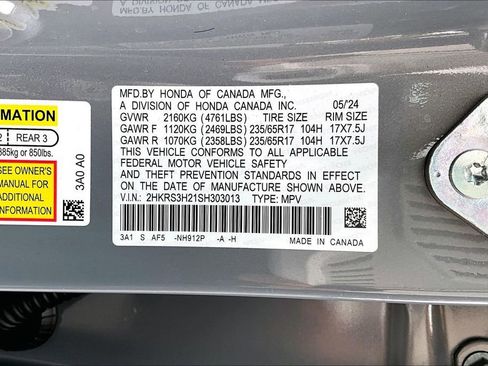 MFD.BY HONDA OF CANADA MFG.,
A DIVISION OF HONDA CANADA INC. 05/'24
GVWR 2160KG (4761LBS) TIRE SIZE RIM SIZE
GAWR F 1120KG (2469LBS) 235/65R17 104H 17X7.5J
GAWR R 1070KG (2358LBS) 235/65R17 104H 17X7.5J
THIS VEHICLE CONFORMS TO ALL APPLICABLE
FEDERAL MOTOR VEHICLE SAFETY
AND THEFT PREVENTION STANDARDS IN EFFECT ON
THE DATE OF MANUFACTURE SHOWN ABOVE.
V.I.N.: 2HKRS3H21SH303013 TYPE: MPV
3A1 S AF5 -NH912P -A -H MADE IN CANADA
MATION
2 REAR 3
385kg or 850lbs.
SEE OWNER'S
MANUAL
FOR
3A0 A0